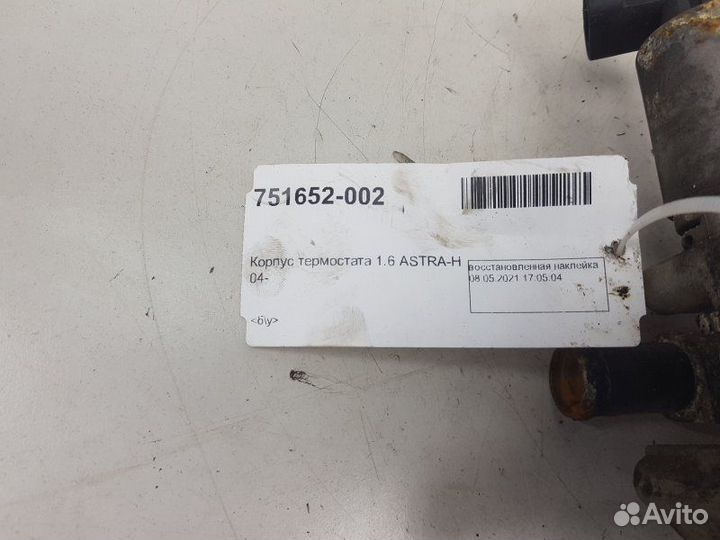 751652-002
Корпус термостата 1.6 ASTRA-H
04-
восстановленная наклейка
08.05.2021 17:05:04
<б\у>
Avito